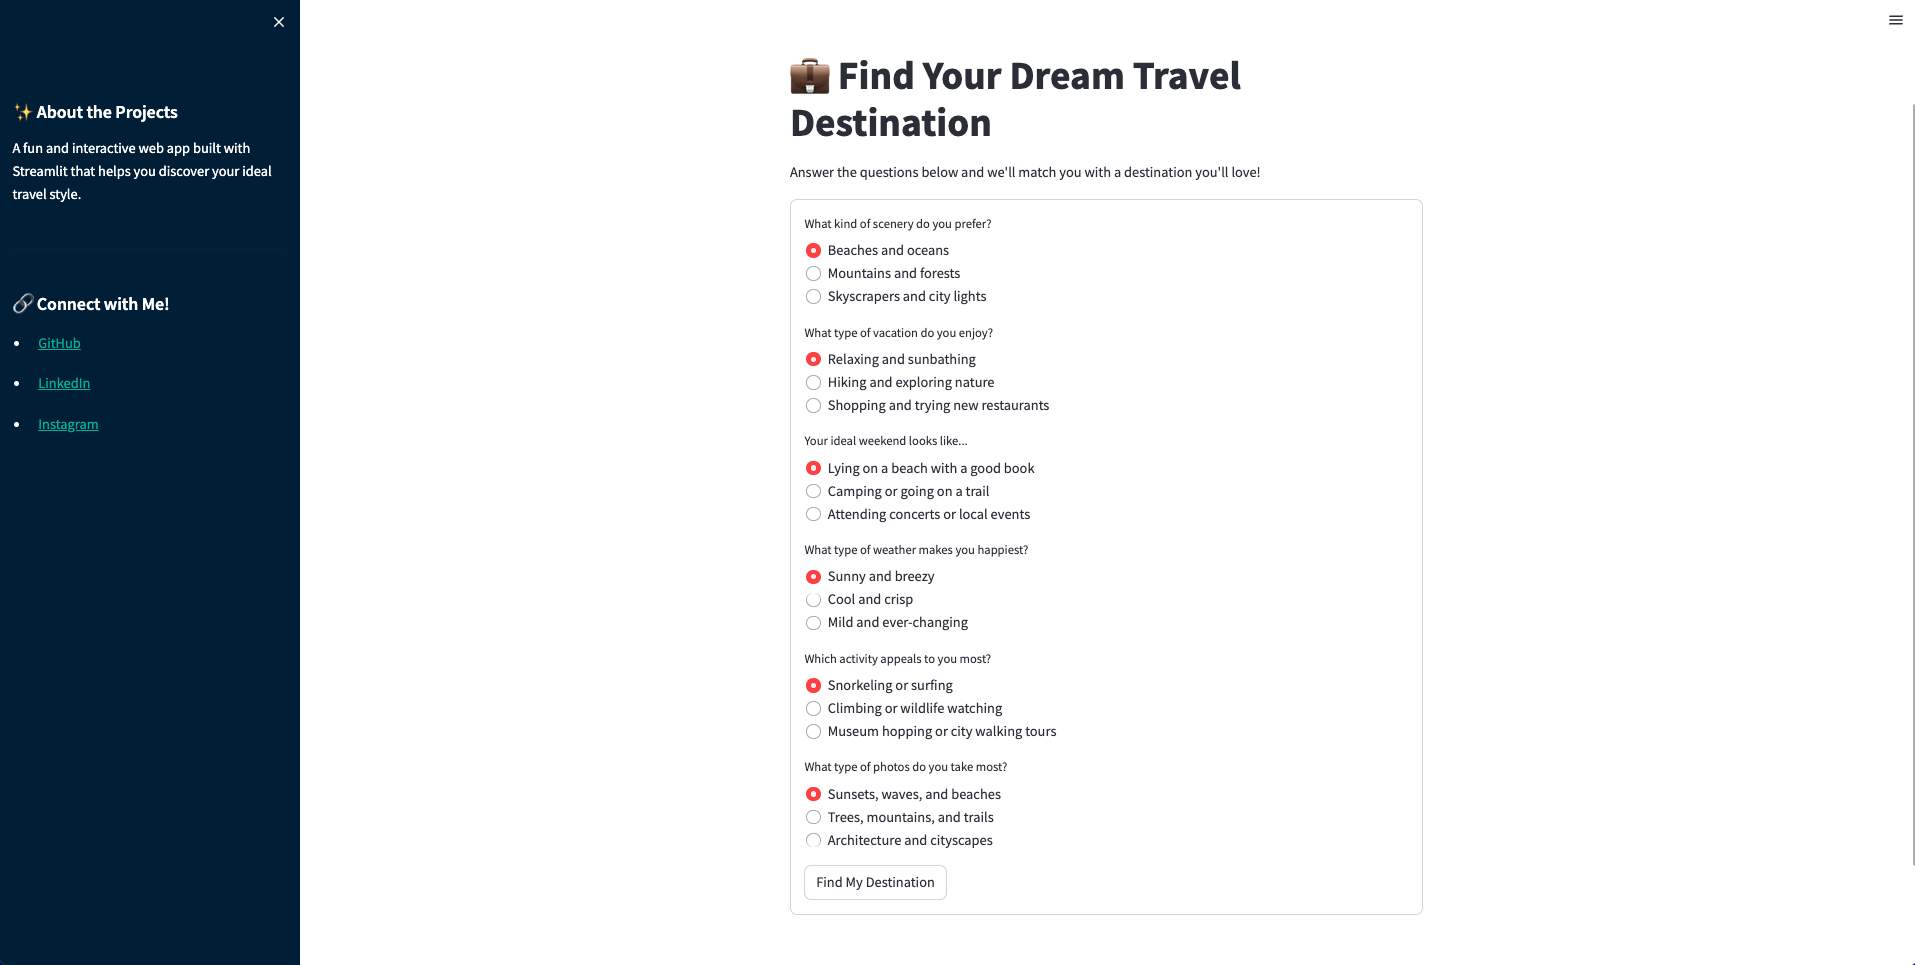 About the Projects
A fun and interactive web app built with
Streamlit that helps you discover your ideal
travel style.
Connect with Me!
GitHub
LinkedIn
Instagram
Find Your Dream Travel
Destination
Answer the questions below and we'll match you with a destination you'll love!
What kind of scenery do you prefer?
Beaches and oceans
Mountains and forests
Skyscrapers and city lights
What type of vacation do you enjoy?
Relaxing and sunbathing
Hiking and exploring nature
Shopping and trying new restaurants
Your ideal weekend looks like...
Lying on a beach with a good book
Camping or going on a trail
Attending concerts or local events
What type of weather makes you happiest?
Sunny and breezy
Cool and crisp
Mild and ever-changing
Which activity appeals to you most?
Snorkeling or surfing
Climbing or wildlife watching
Museum hopping or city walking tours
What type of photos do you take most?
Sunsets, waves, and beaches
Trees, mountains, and trails
Architecture and cityscapes
Find My Destination